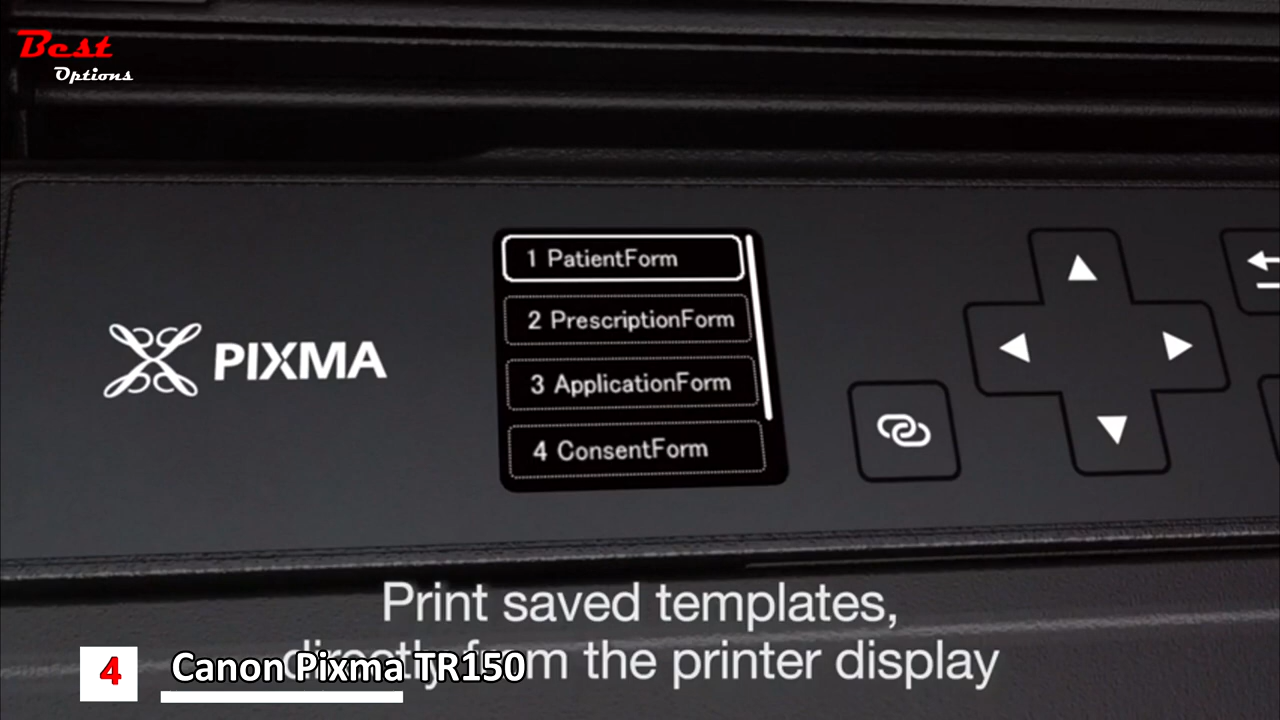 Best
Options
1 PatientForm
2 PrescriptionForm
PIXMA
3 ApplicationForm
4 ConsentForm
Print saved templates,
directly from the printer display
4 Canon Pixma TR150